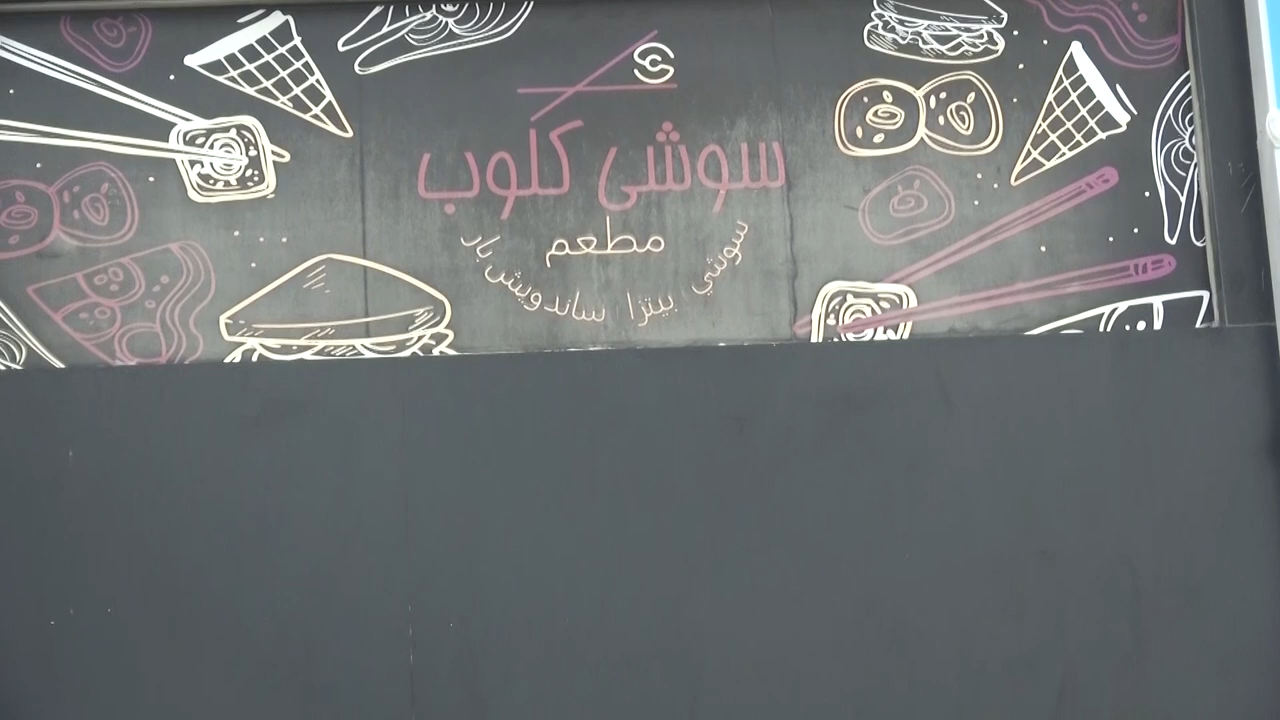 سوشي كلوب
مطعم
سوشي بيتزا ساندويش بار